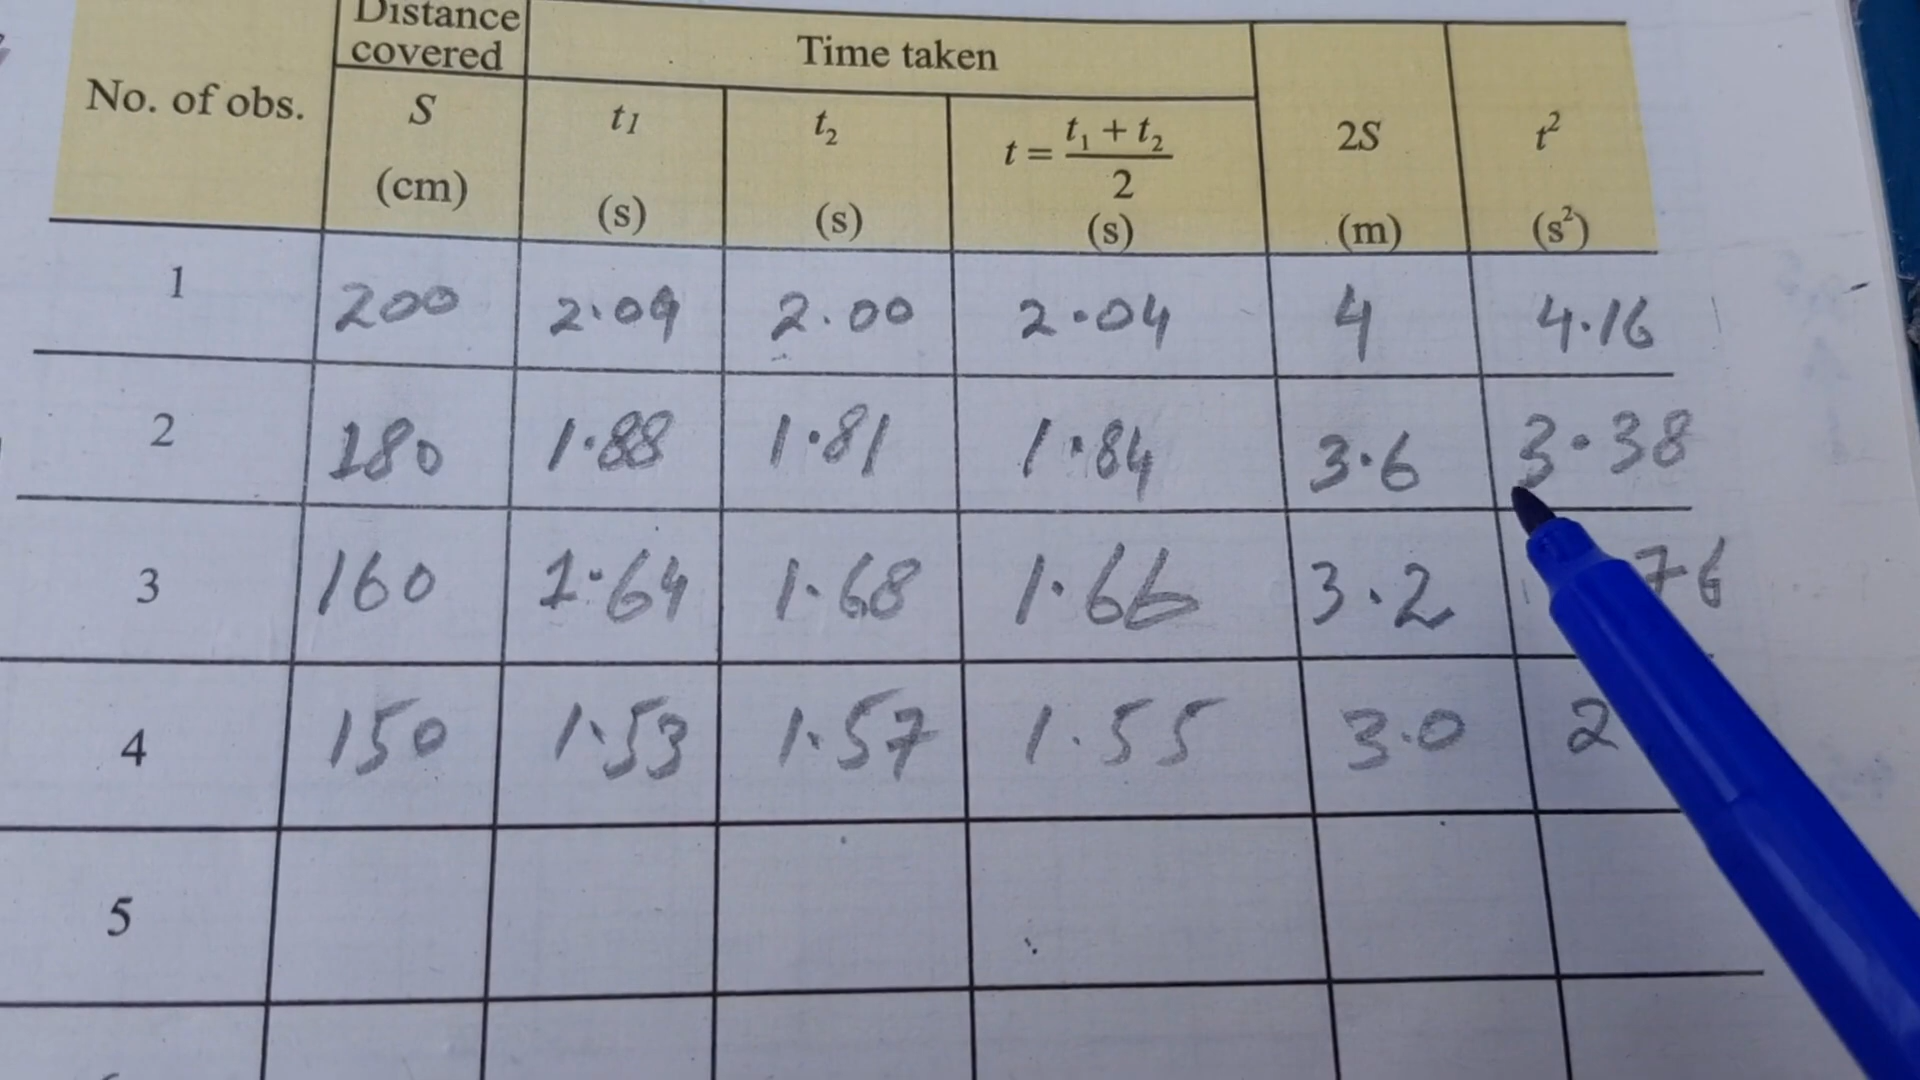 No. of obs.
Distance
covered
S
(cm)
Time taken
t1
(s)
t₂
(s)
t = t₁ + t₂ / 2
(s)
2S
(m)
t²
(s²)
1 200 2.09 2.00 2.04 4 4.16
2 180 1.88 1.81 1.84 3.6 3.38
3 160 1.64 1.68 1.66 3.2 76
4 150 1.53 1.57 1.55 3.0 2
5